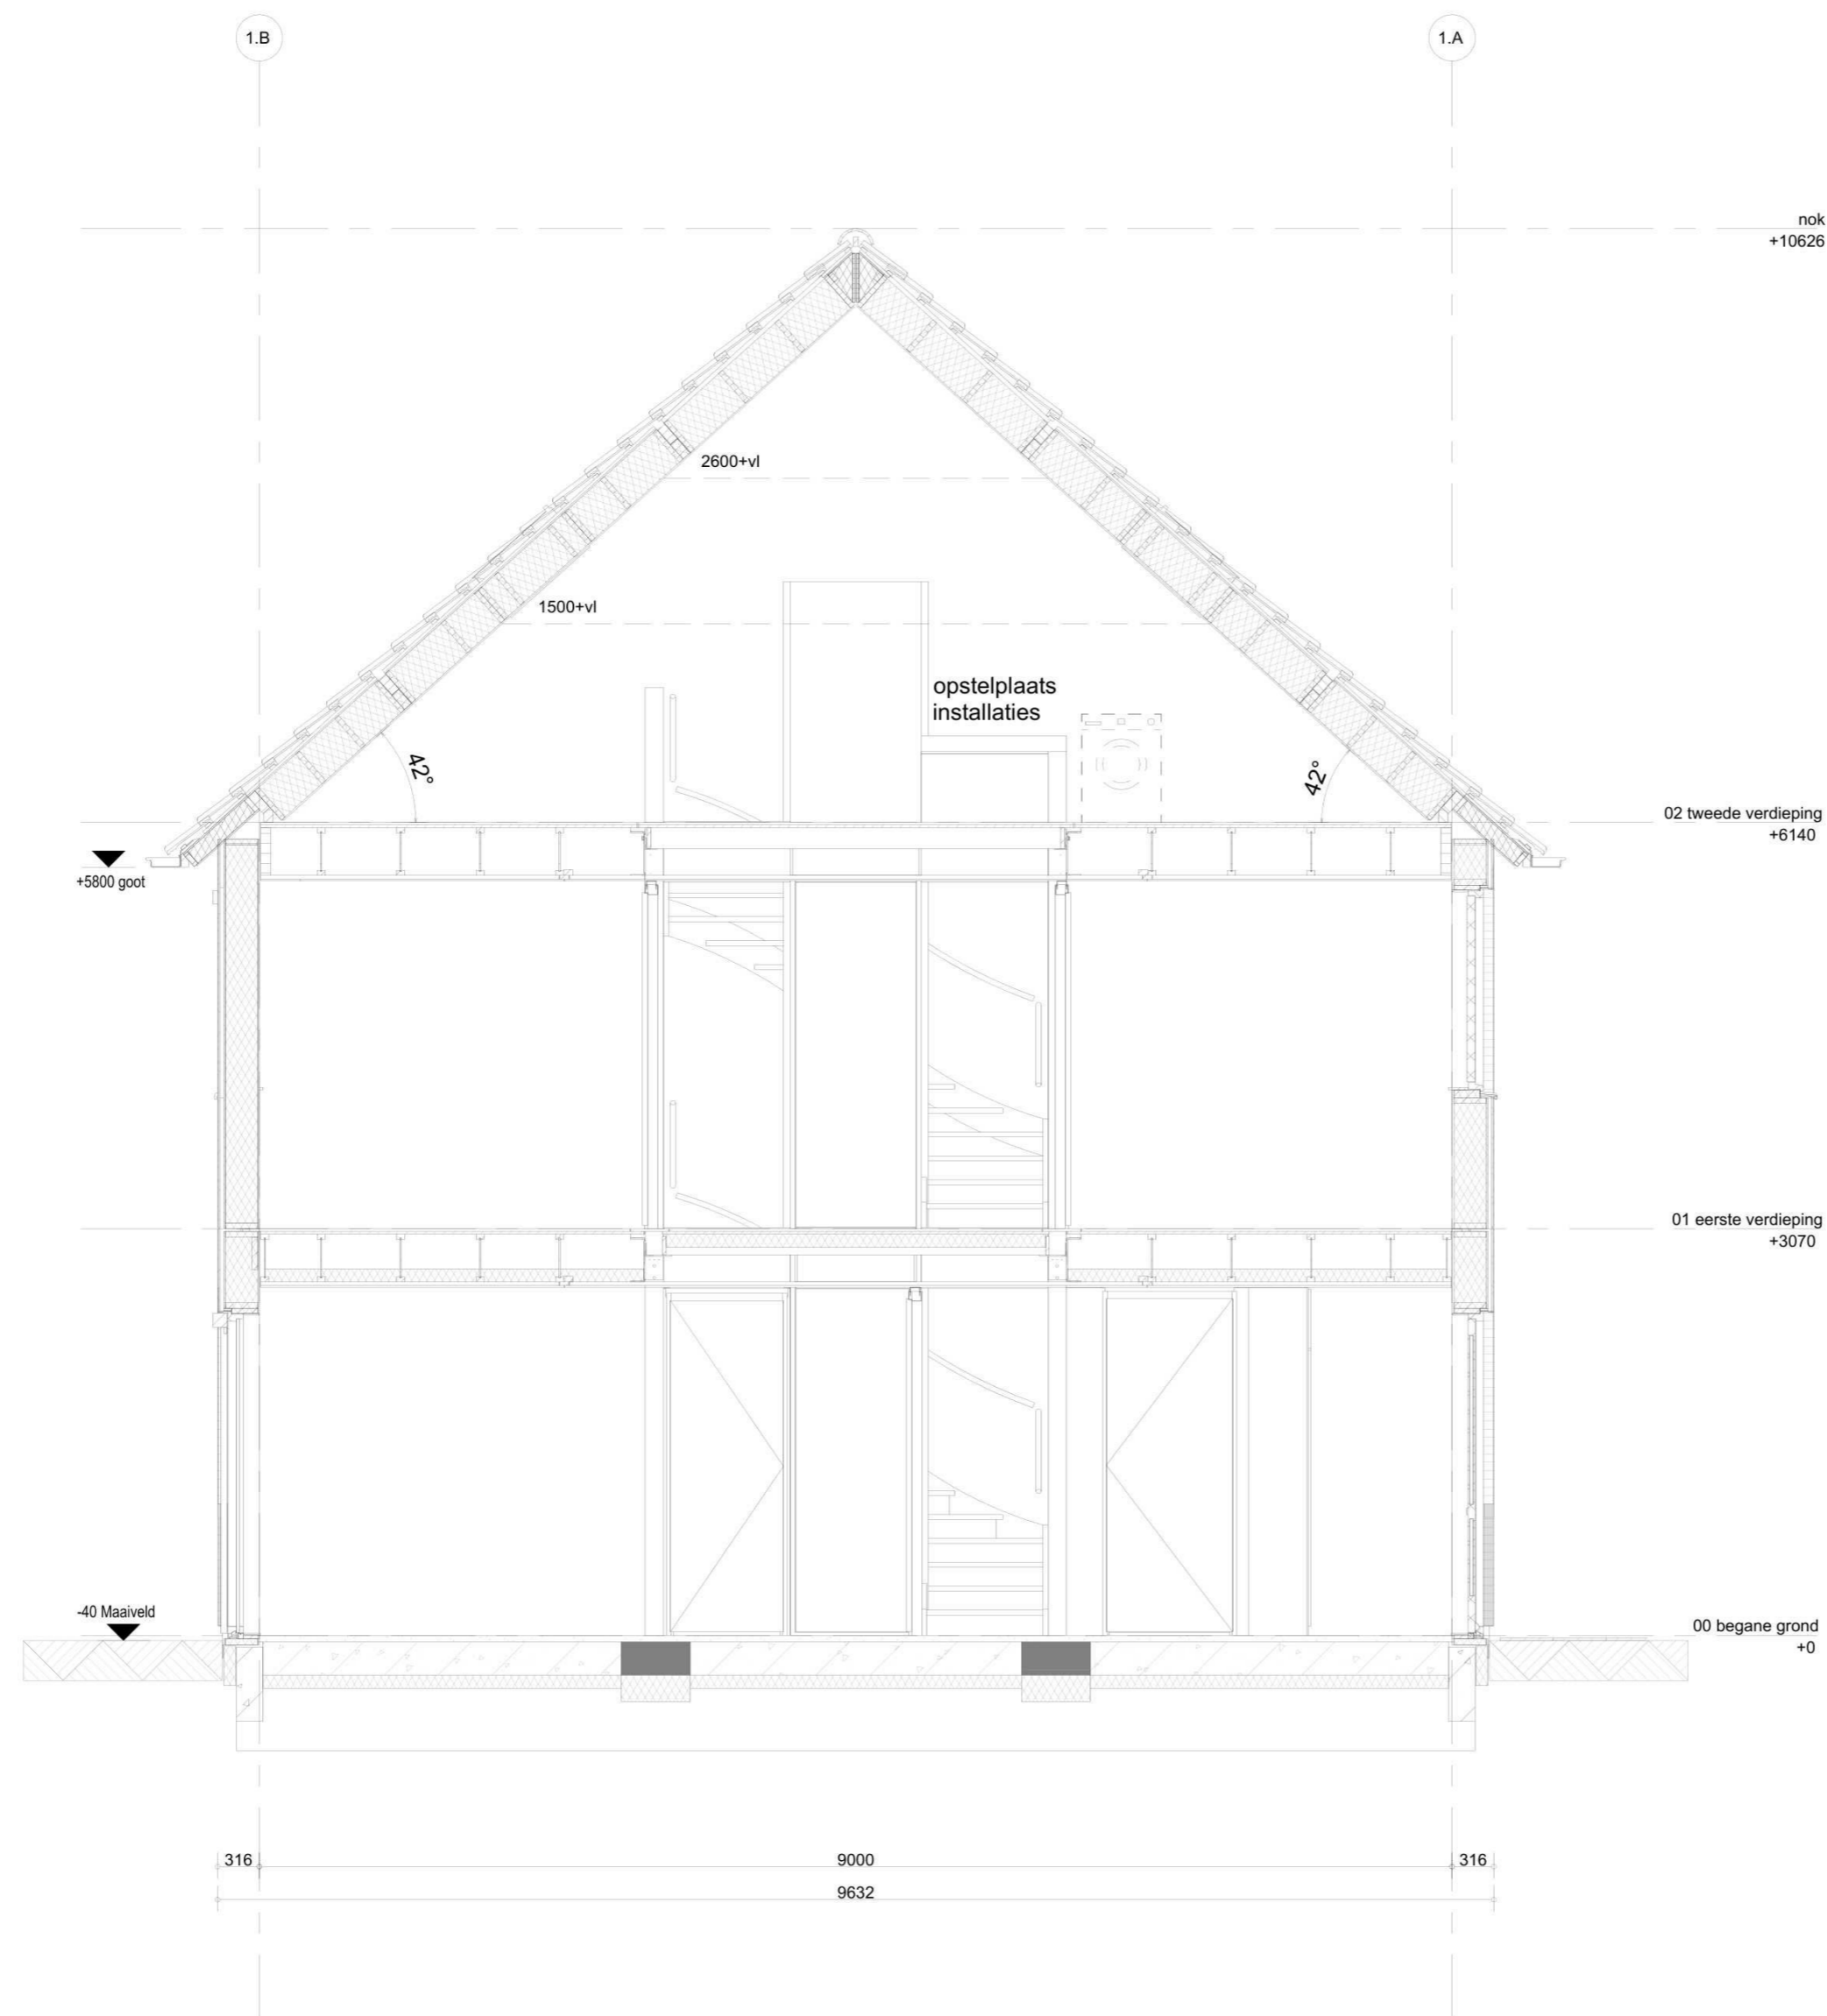 1.B
1.A
nok
+10626
2600+vl
1500+vl
opstelplaats
installaties
42°
42°
02 tweede verdieping
+6140
+5800 goot
01 eerste verdieping
+3070
-40 Maaiveld
00 begane grond
+0
316
9000
316
9632